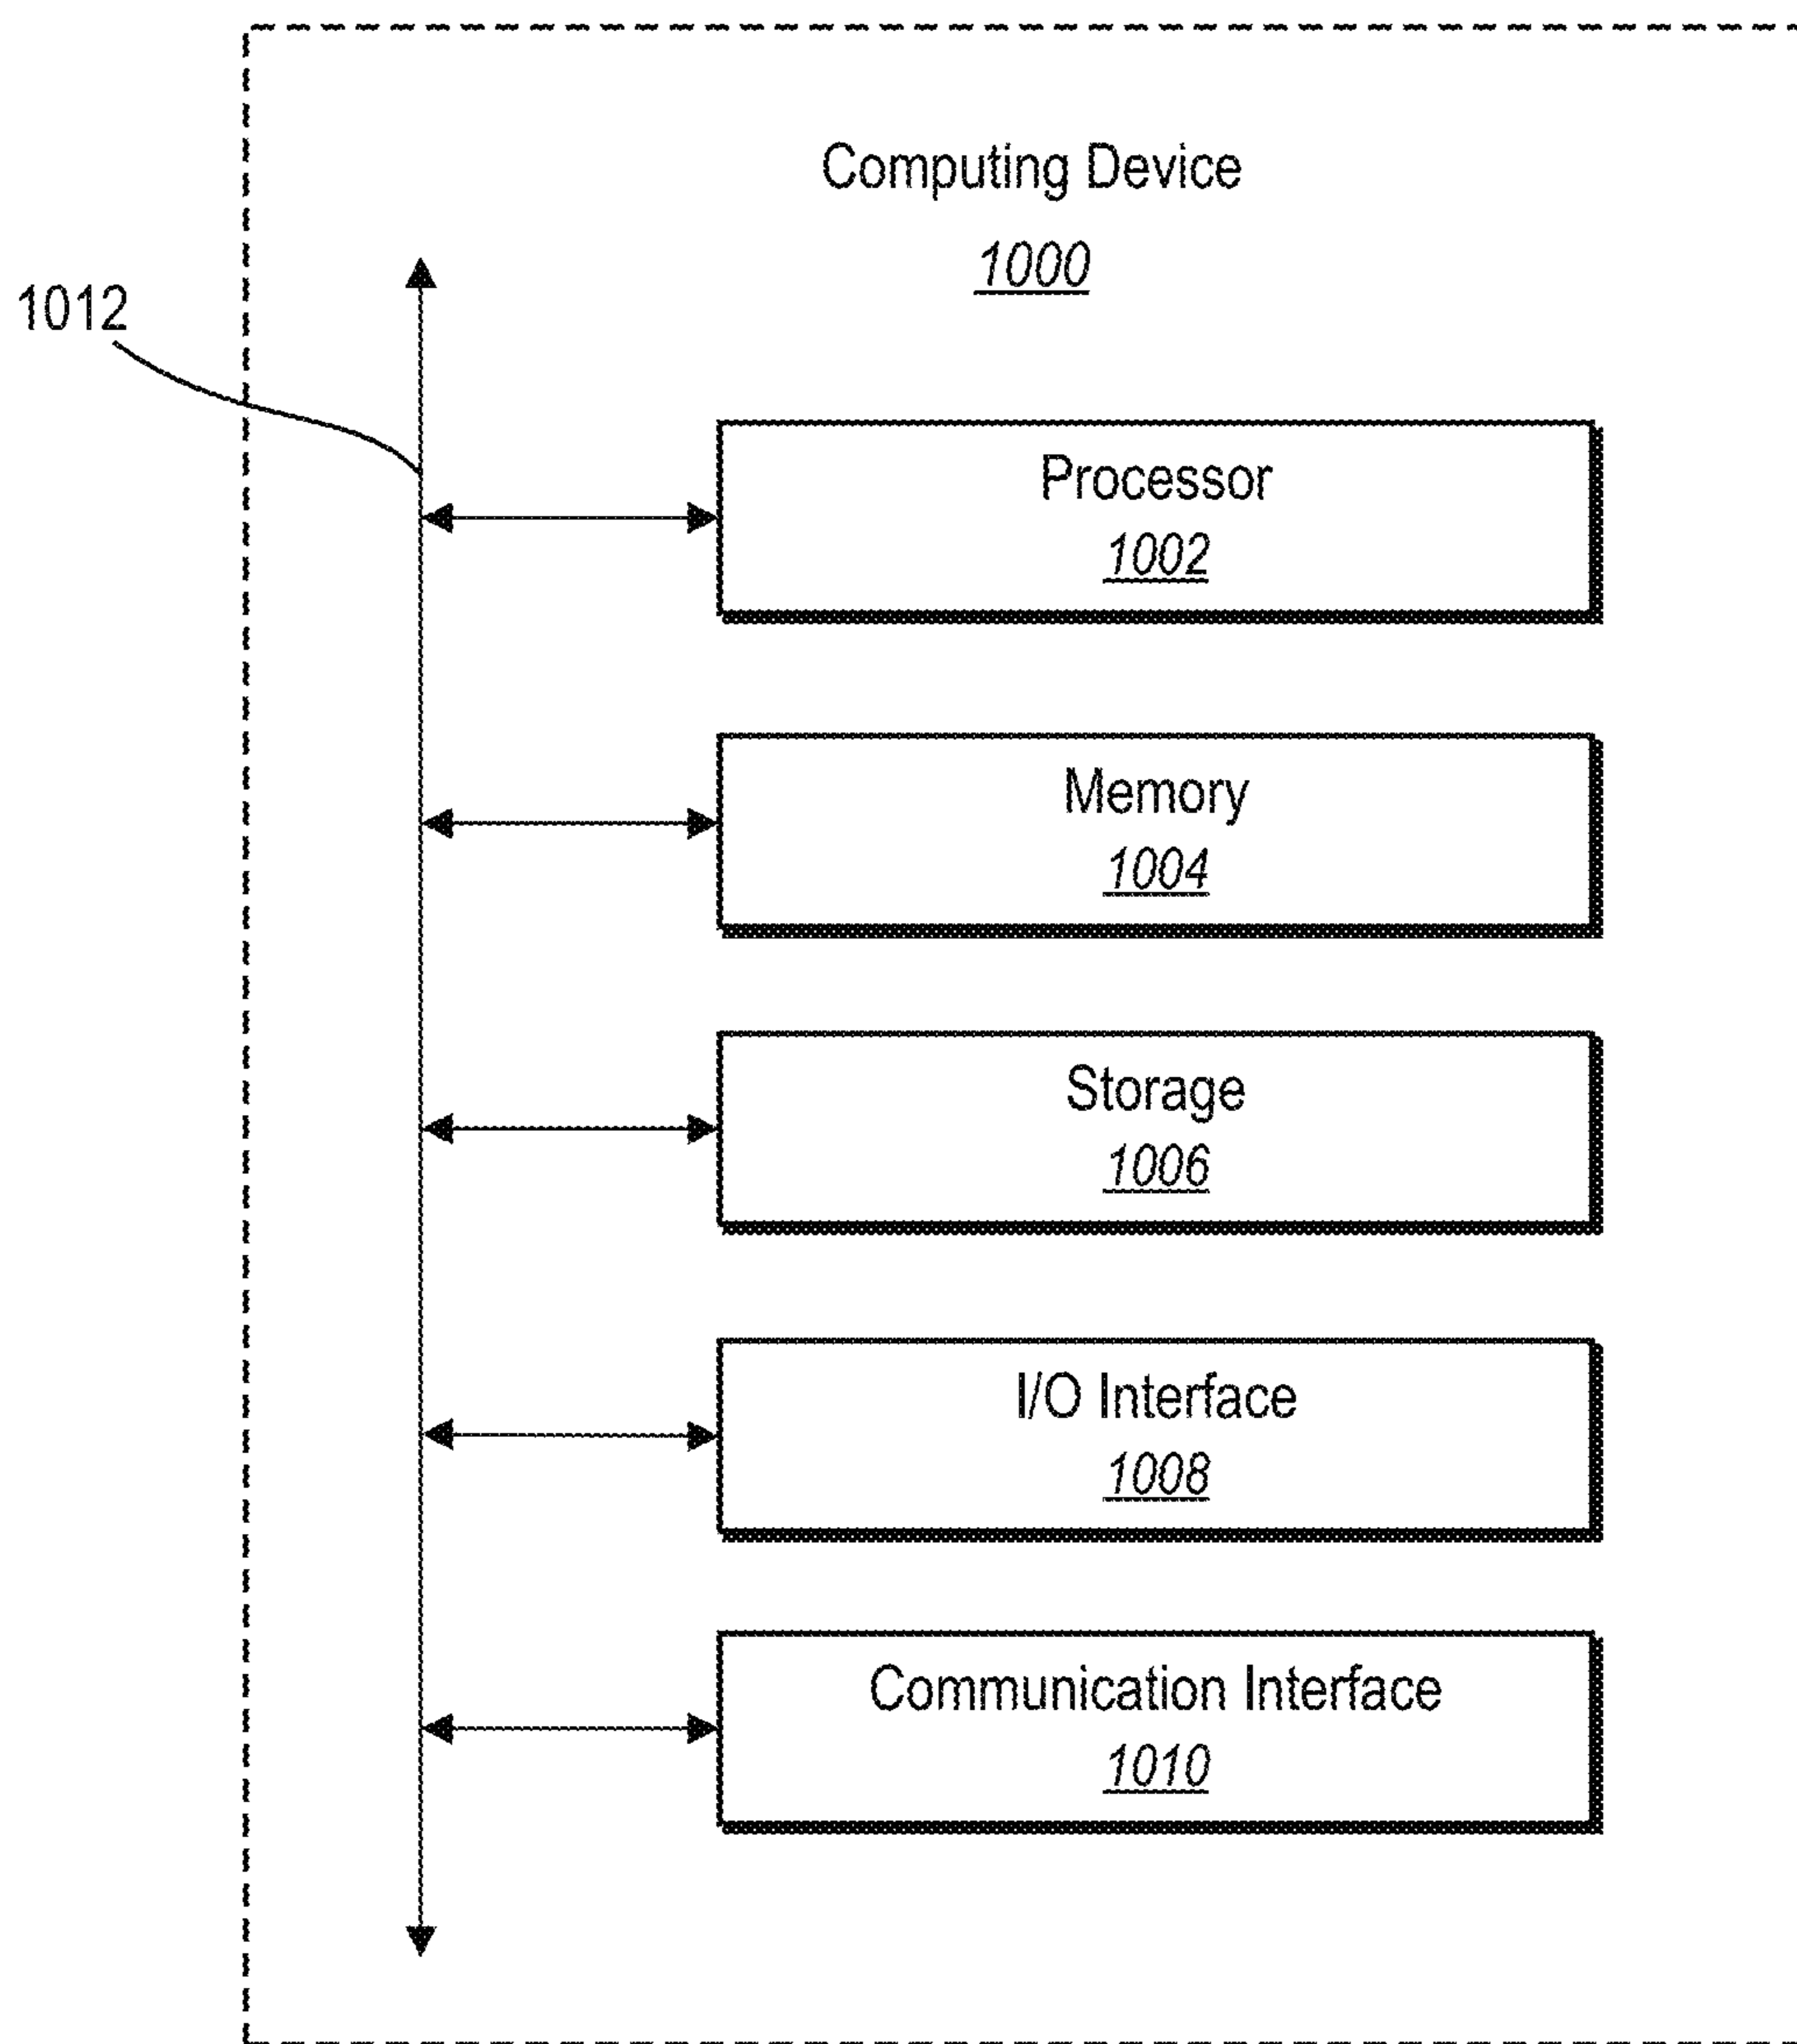 Computing Device
1000
1012
Processor
1002
Memory
1004
Storage
1006
I/O Interface
1008
Communication Interface
1010